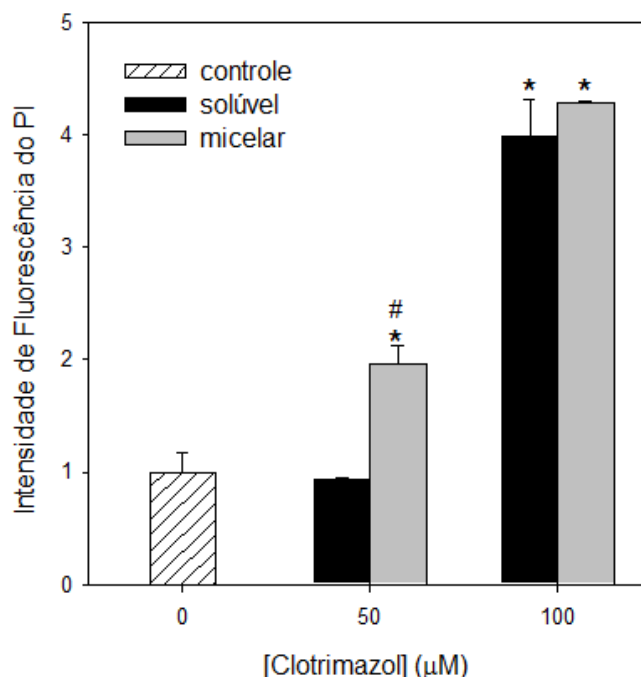 5
controle
solúvel
micelar
* *
4
3
#
*
2
1
0
0 50 100
Intensidade de Fluorescência do PI
[Clotrimazol] (μM)